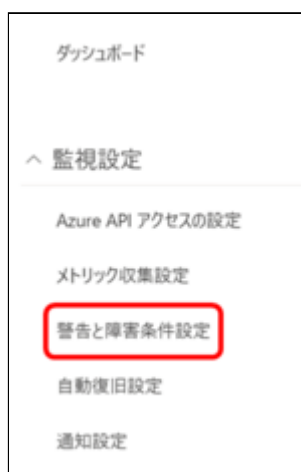 ダッシュボード
監視設定
Azure API アクセスの設定
メトリック収集設定
警告と障害条件設定
自動復旧設定
通知設定